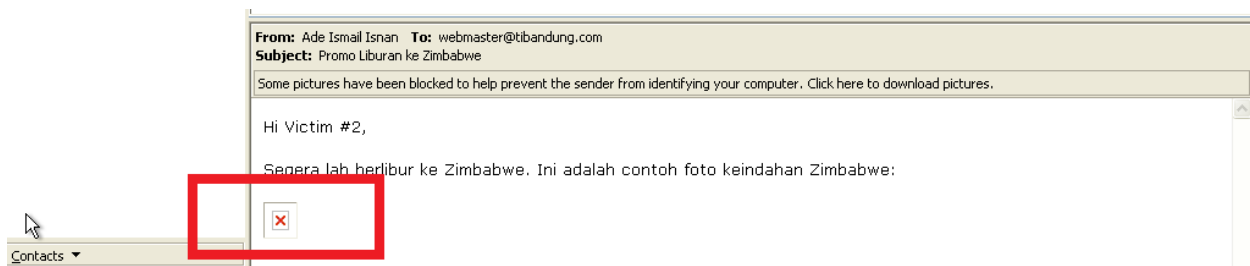 From: Ade Ismail Isnan To: webmaster@tibandung.com
Subject: Promo Liburan ke Zimbabwe
Some pictures have been blocked to help prevent the sender from identifying your computer. Click here to download pictures.
Hi Victim #2,
Segera lah berlibur ke Zimbabwe. Ini adalah contoh foto keindahan Zimbabwe:
Contacts